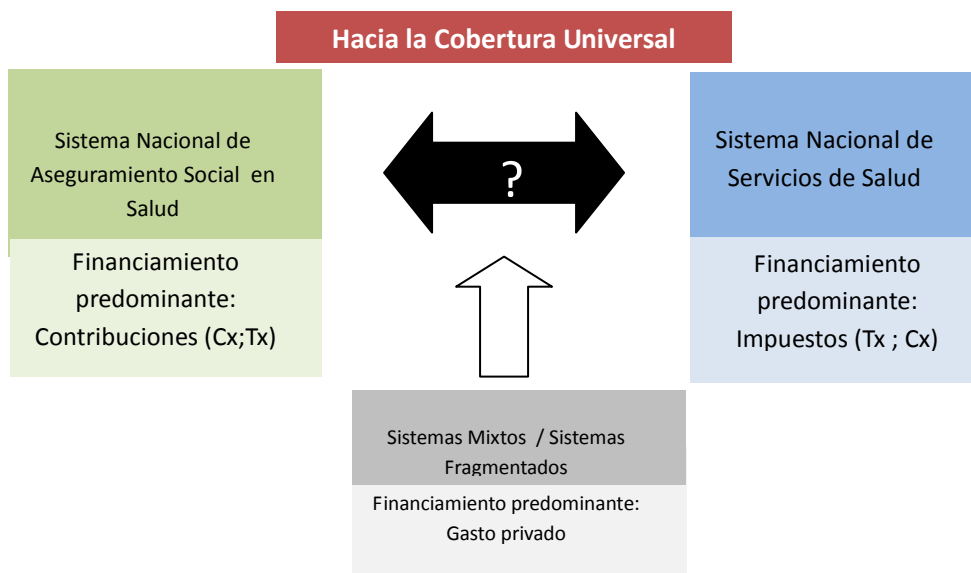 Hacia la Cobertura Universal
Sistema Nacional de
Aseguramiento Social en
Salud
Financiamiento
predominante:
Contribuciones (Cx;Tx)
?
Sistema Nacional de
Servicios de Salud
Financiamiento
predominante:
Impuestos (Tx ; Cx)
Sistemas Mixtos / Sistemas
Fragmentados
Financiamiento predominante:
Gasto privado